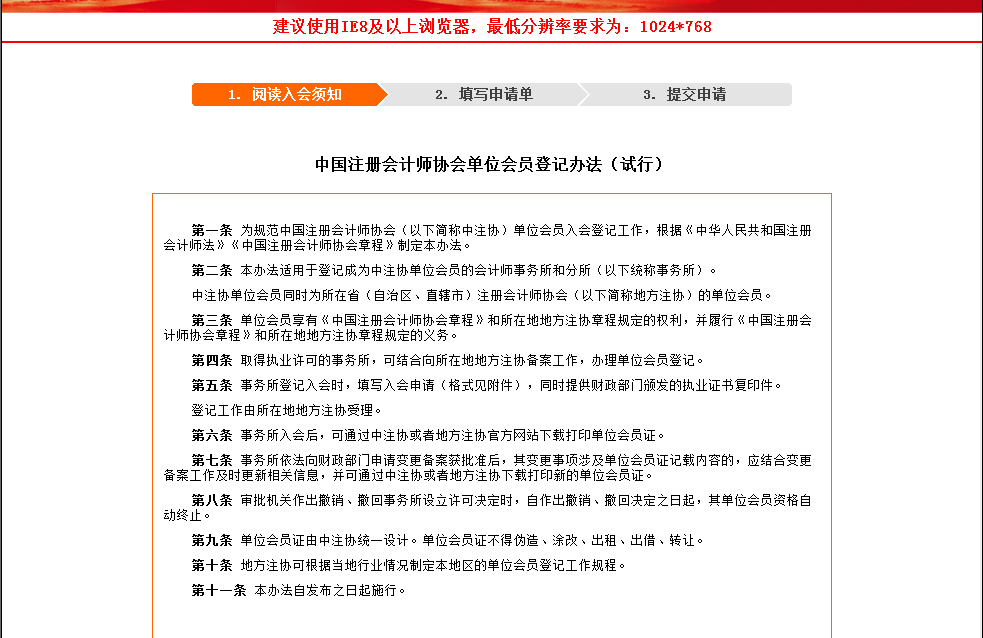 建议使用IE8及以上浏览器，最低分辨率要求为：1024*768
1. 阅读入会须知
2. 填写申请单
3. 提交申请
中国注册会计师协会单位会员登记办法（试行）
第一条 为规范中国注册会计师协会（以下简称中注协）单位会员入会登记工作，根据《中华人民共和国注册
会计师法》《中国注册会计师协会章程》制定本办法。
第二条 本办法适用于登记成为中注协单位会员的会计师事务所和分所（以下统称事务所）。
中注协单位会员同时为所在省（自治区、直辖市）注册会计师协会（以下简称地方注协）的单位会员。
第三条 单位会员享有《中国注册会计师协会章程》和所在地地方注协章程规定的权利，并履行《中国注册会
计师协会章程》和所在地地方注协章程规定的义务。
第四条 取得执业许可的事务所，可结合向所在地地方注协备案工作，办理单位会员登记。
第五条 事务所登记入会时，填写入会申请（格式见附件），同时提供财政部门颁发的执业证书复印件。
登记工作由所在地地方注协受理。
第六条 事务所入会后，可通过中注协或者地方注协官方网站下载打印单位会员证。
第七条 事务所依法向财政部门申请变更备案获批准后，其变更事项涉及单位会员证记载内容的，应结合变更
备案工作及时更新相关信息，并可通过中注协或者地方注协下载打印新的单位会员证。
第八条 审批机关作出撤销、撤回事务所设立许可决定时，自作出撤销、撤回决定之日起，其单位会员资格自
动终止。
第九条 单位会员证由中注协统一设计。单位会员证不得伪造、涂改、出租、出借、转让。
第十条 地方注协可根据当地行业情况制定本地区的单位会员登记工作规程。
第十一条 本办法自发布之日起施行。